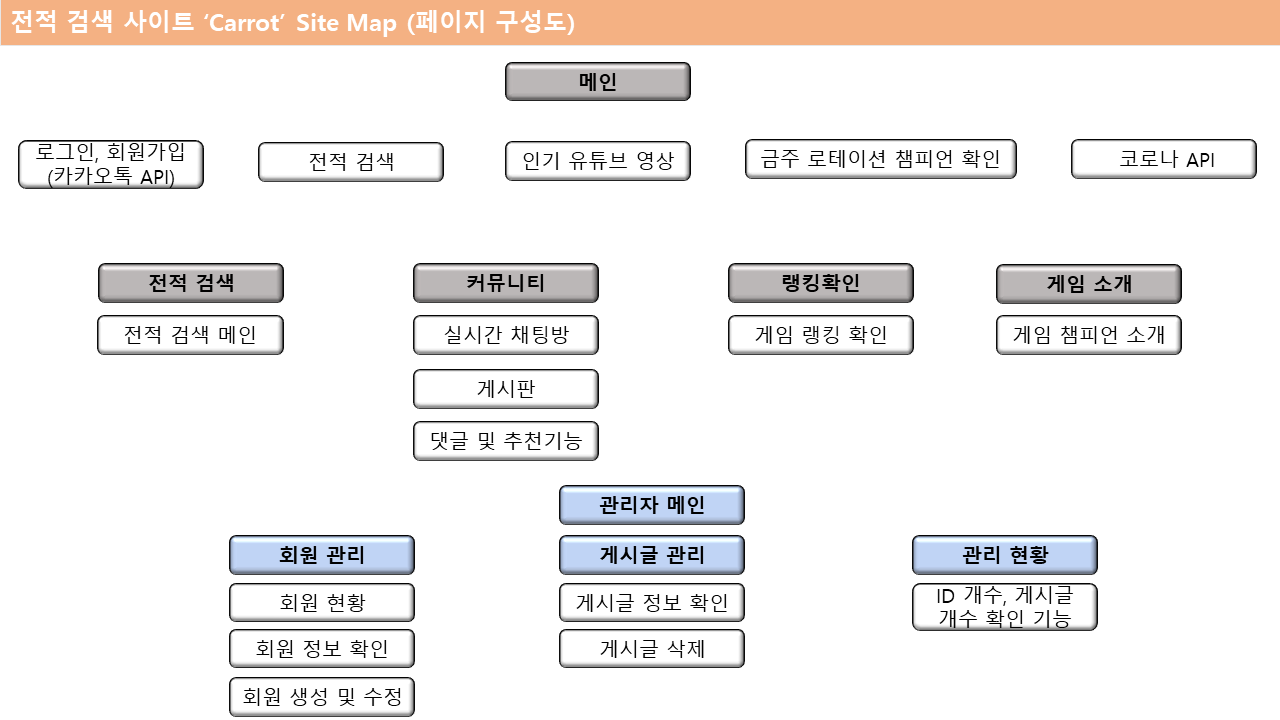 전적 검색 사이트 ‘Carrot’ Site Map (페이지 구성도)
메인
로그인, 회원가입
(카카오톡 API)
전적 검색
인기 유튜브 영상
금주 로테이션 챔피언 확인
코로나 API
전적 검색
커뮤니티
랭킹확인
게임 소개
전적 검색 메인
실시간 채팅방
게임 랭킹 확인
게임 챔피언 소개
게시판
댓글 및 추천기능
관리자 메인
회원 관리
게시글 관리
관리 현황
회원 현황
게시글 정보 확인
ID 개수, 게시글
개수 확인 기능
회원 정보 확인
게시글 삭제
회원 생성 및 수정